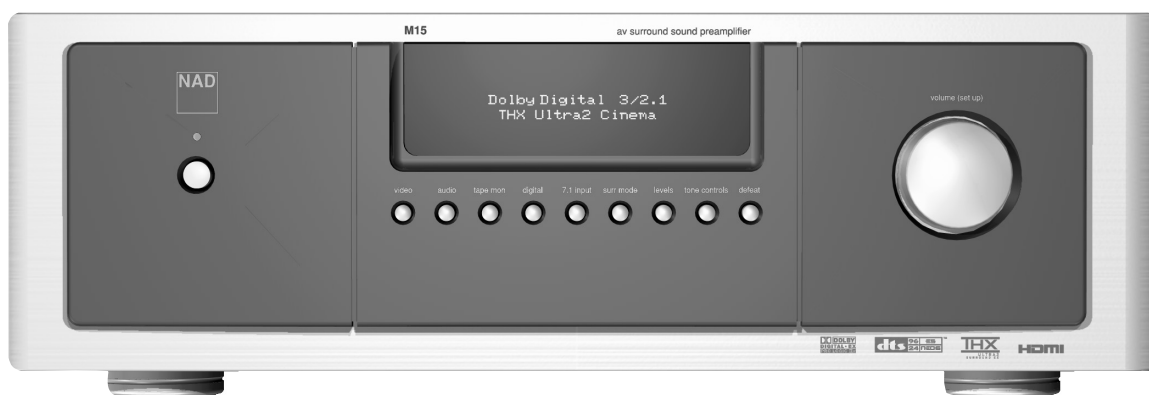 M15
av surround sound preamplifier
NAD
Dolby Digital 3/2.1
THX Ultra2 Cinema
volume (set up)
video audio tape mon digital 7.1 input surr mode levels tone controls defeat
DOLBY
DIGITAL·EX
dts 96 ES
24 NEO6
THX
ULTRA2
HDMI